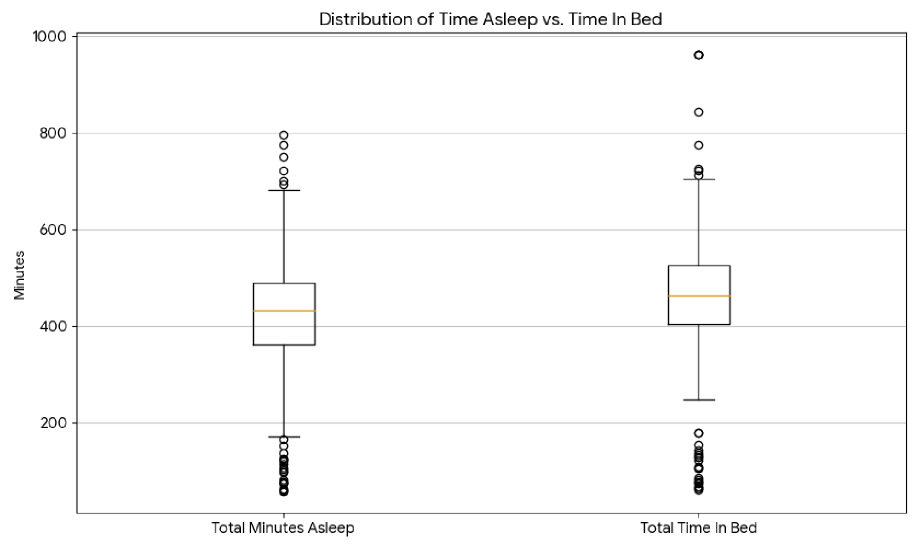 Distribution of Time Asleep vs. Time In Bed
1000
800
600
400
200
Minutes
Total Minutes Asleep
Total Time In Bed